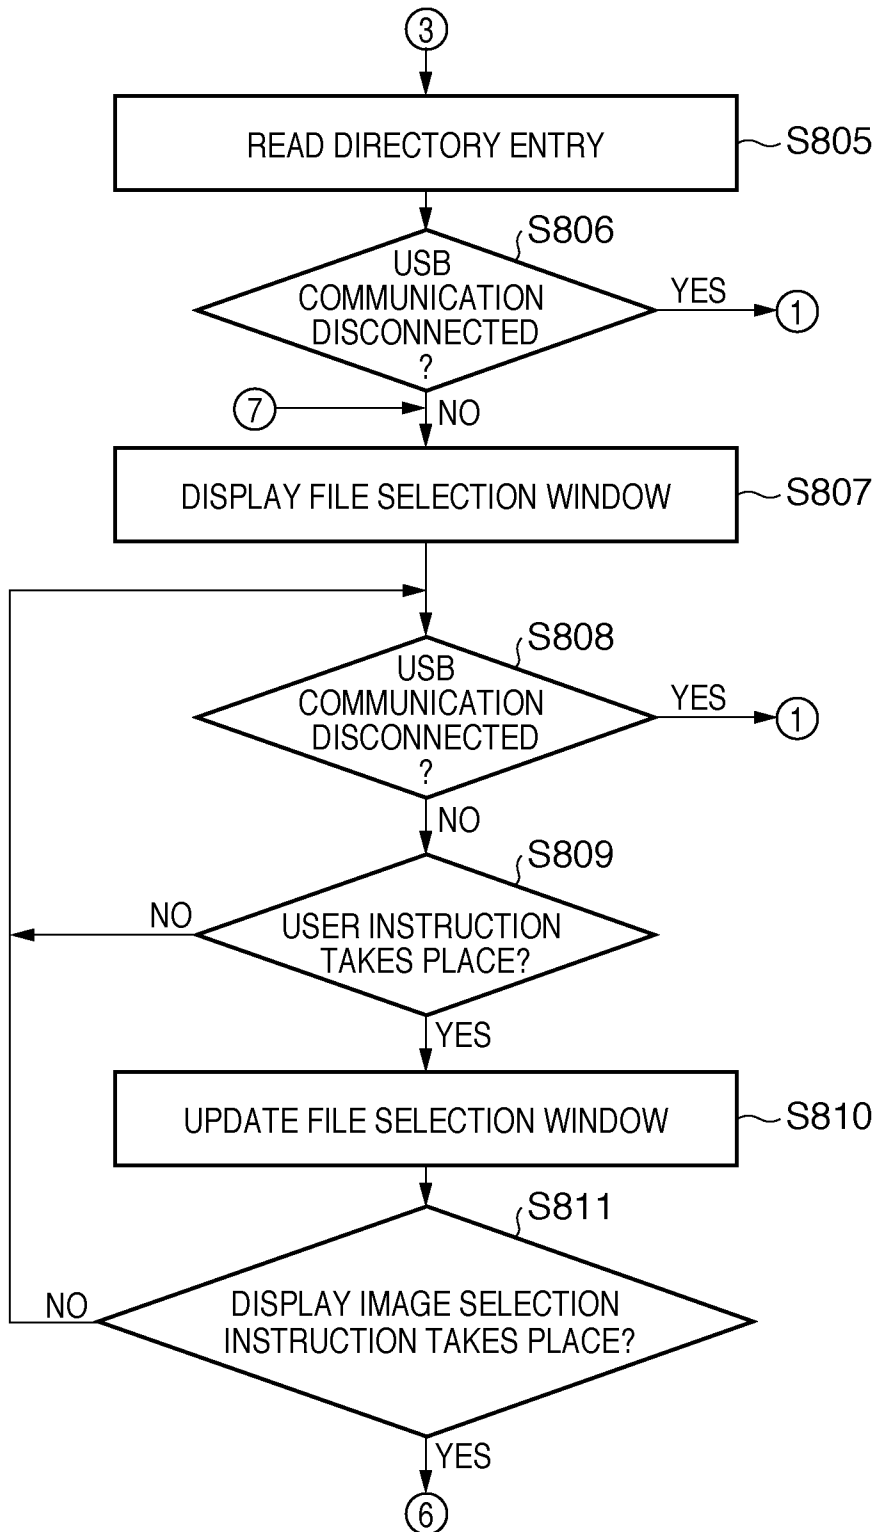 3
READ DIRECTORY ENTRY
S805
S806
USB
COMMUNICATION
DISCONNECTED
?
YES
1
7
NO
DISPLAY FILE SELECTION WINDOW
S807
S808
USB
COMMUNICATION
DISCONNECTED
?
YES
1
NO
S809
NO
USER INSTRUCTION
TAKES PLACE?
YES
UPDATE FILE SELECTION WINDOW
S810
S811
NO
DISPLAY IMAGE SELECTION
INSTRUCTION TAKES PLACE?
YES
6